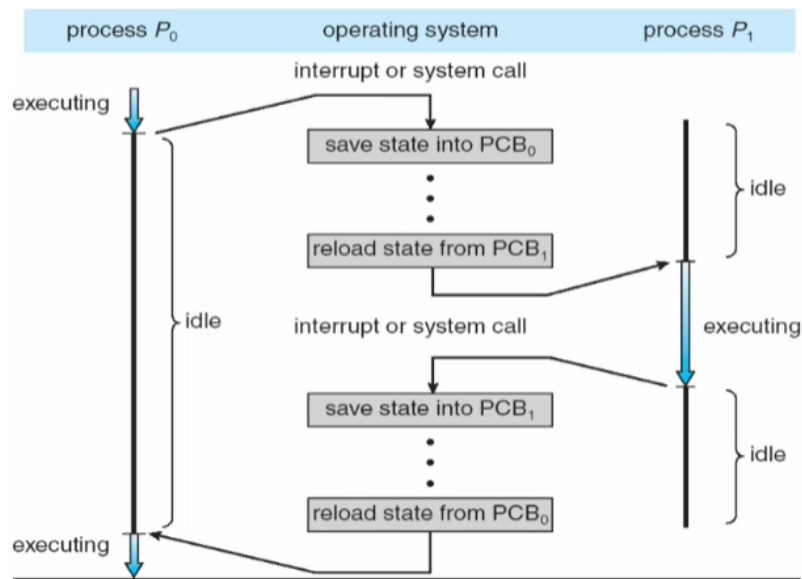 process P₀ operating system process P₁
interrupt or system call
executing
save state into PCB₀
idle
reload state from PCB₁
idle
interrupt or system call
executing
save state into PCB₁
idle
reload state from PCB₀
executing